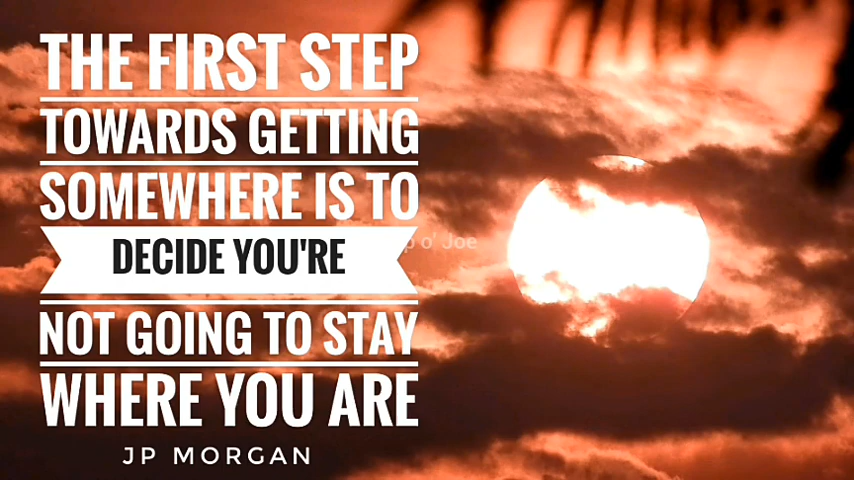 THE FIRST STEP
TOWARDS GETTING
SOMEWHERE IS TO
DECIDE YOU'RE
NOT GOING TO STAY
WHERE YOU ARE
JP MORGAN
o' Joe